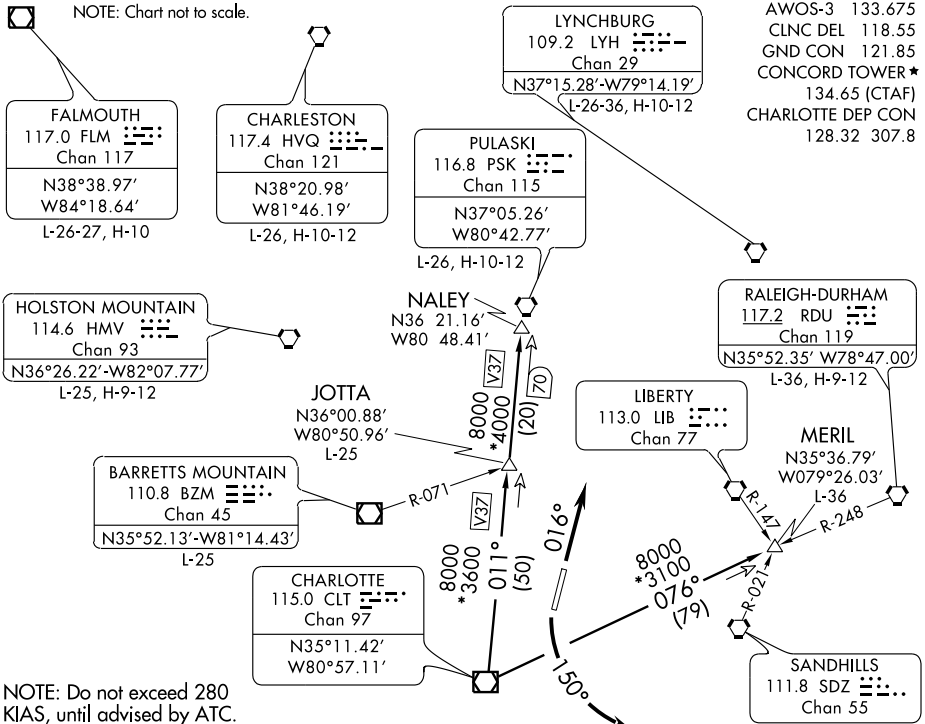 NOTE: Chart not to scale.
AWOS-3 133.675
CLNC DEL 118.55
GND CON 121.85
CONCORD TOWER★
134.65 (CTAF)
CHARLOTTE DEP CON
128.32 307.8
LYNCHBURG
109.2 LYH
Chan 29
N37°15.28’-W79°14.19’
L-26-36, H-10-12
FALMOUTH
117.0 FLM
Chan 117
N38°38.97’
W84°18.64’
L-26-27, H-10
CHARLESTON
117.4 HVQ
Chan 121
N38°20.98’
W81°46.19’
L-26, H-10-12
PULASKI
116.8 PSK
Chan 115
N37°05.26’
W80°42.77’
L-26, H-10-12
HOLSTON MOUNTAIN
114.6 HMV
Chan 93
N36°26.22’-W82°07.77’
L-25, H-9-12
NALEY
N36 21.16’
W80 48.41’
RALEIGH-DURHAM
117.2 RDU
Chan 119
N35°52.35’ W78°47.00’
L-36, H-9-12
V37
70
8000
*4000
(20)
JOTTA
N36°00.88’
W80°50.96’
L-25
LIBERTY
113.0 LIB
Chan 77
MERIL
N35°36.79’
W079°26.03’
L-36
BARRETTS MOUNTAIN
110.8 BZM
Chan 45
N35°52.13’-W81°14.43’
L-25
R-071
V37
R-147
R-248
R-021
8000
*3600
011°
(50)
016°
8000
*3100
076°
(79)
CHARLOTTE
115.0 CLT
Chan 97
N35°11.42’
W80°57.11’
150°
SANDHILLS
111.8 SDZ
Chan 55
NOTE: Do not exceed 280
KIAS, until advised by ATC.